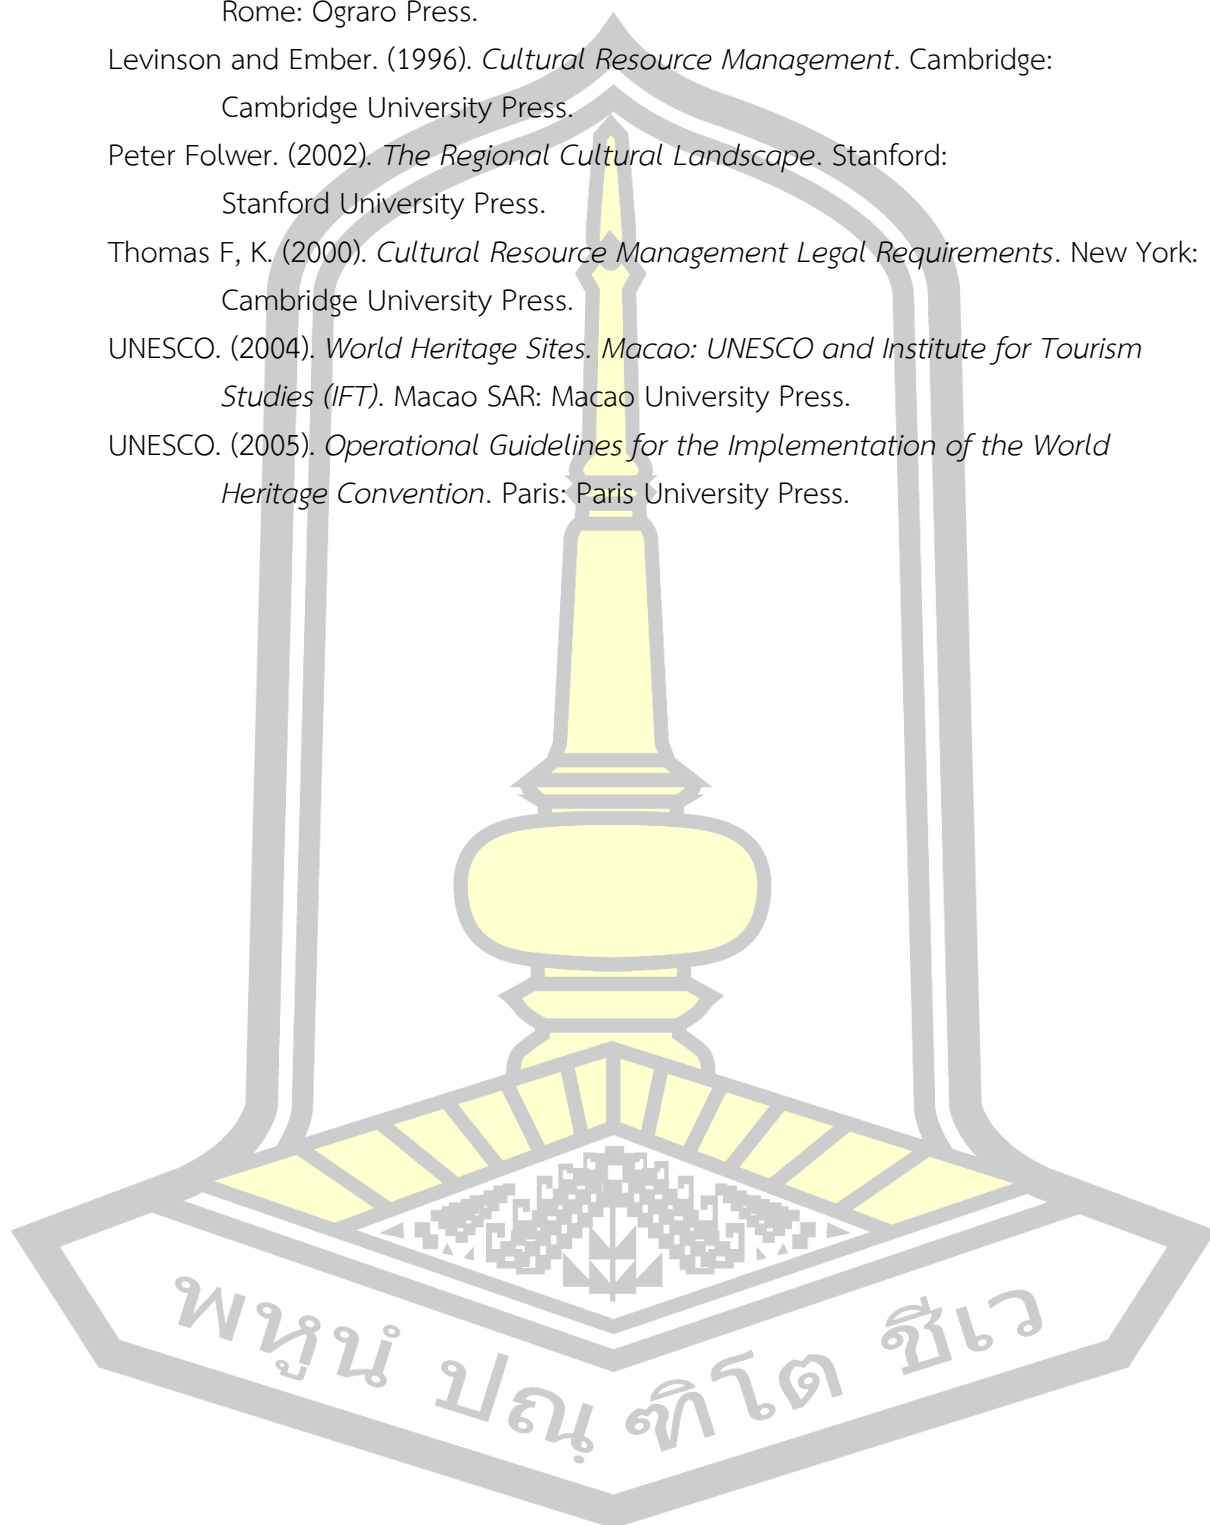 Rome: Ograro Press.
Levinson and Ember. (1996). Cultural Resource Management. Cambridge:
Cambridge University Press.
Peter Folwer. (2002). The Regional Cultural Landscape. Stanford:
Stanford University Press.
Thomas F, K. (2000). Cultural Resource Management Legal Requirements. New York:
Cambridge University Press.
UNESCO. (2004). World Heritage Sites. Macao: UNESCO and Institute for Tourism
Studies (IFT). Macao SAR: Macao University Press.
UNESCO. (2005). Operational Guidelines for the Implementation of the World
Heritage Convention. Paris: Paris University Press.
พหูนํ ปณฺฑิโต ชีเว